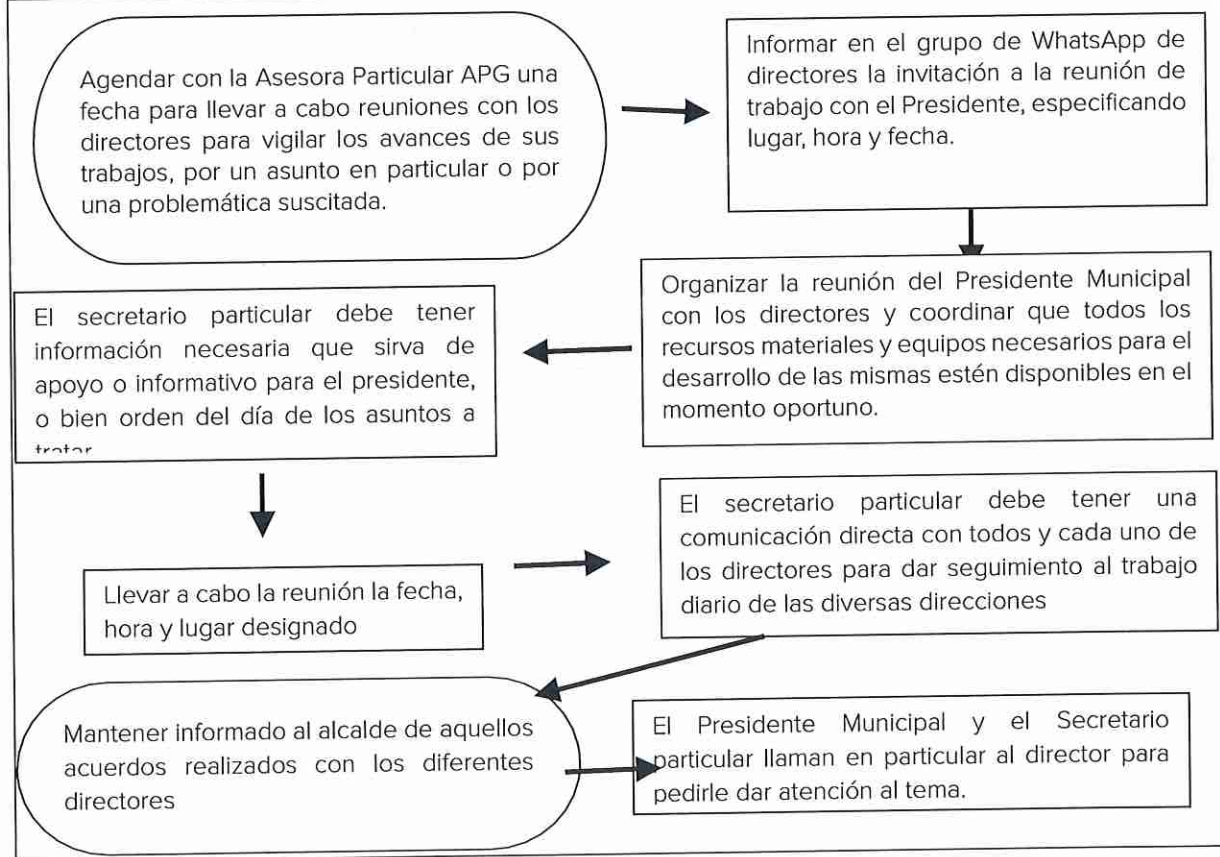 Agendar con la Asesora Particular APG una
fecha para llevar a cabo reuniones con los
directores para vigilar los avances de sus
trabajos, por un asunto en particular o por
una problemática suscitada.
Informar en el grupo de WhatsApp de
directores la invitación a la reunión de
trabajo con el Presidente, especificando
lugar, hora y fecha.
Organizar la reunión del Presidente Municipal
con los directores y coordinar que todos los
recursos materiales y equipos necesarios para el
desarrollo de las mismas estén disponibles en el
momento oportuno.
El secretario particular debe tener
información necesaria que sirva de
apoyo o informativo para el presidente,
o bien orden del día de los asuntos a
tratar
Llevar a cabo la reunión la fecha,
hora y lugar designado
El secretario particular debe tener una
comunicación directa con todos y cada uno de
los directores para dar seguimiento al trabajo
diario de las diversas direcciones
Mantener informado al alcalde de aquellos
acuerdos realizados con los diferentes
directores
El Presidente Municipal y el Secretario
particular llaman en particular al director para
pedirle dar atención al tema.